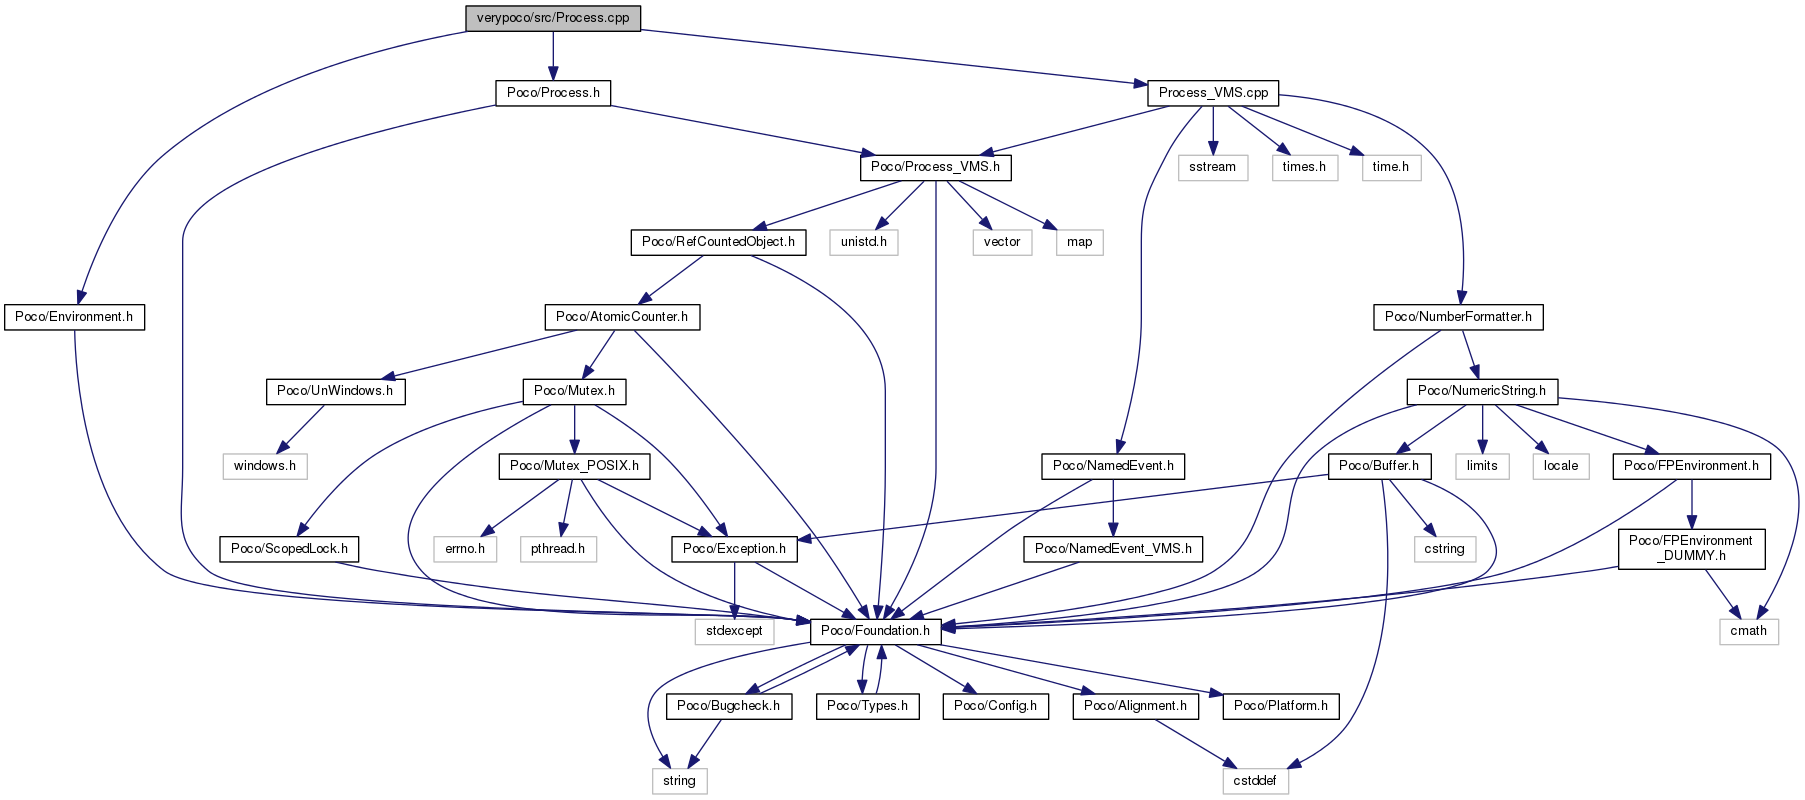 verypoco/src/Process.cpp
Poco/Process.h
Process_VMS.cpp
Poco/Process_VMS.h
sstream
times.h
time.h
Poco/RefCountedObject.h
unistd.h
vector
map
Poco/Environment.h
Poco/AtomicCounter.h
Poco/NumberFormatter.h
Poco/UnWindows.h
Poco/Mutex.h
Poco/NumericString.h
windows.h
Poco/Mutex_POSIX.h
Poco/NamedEvent.h
Poco/Buffer.h
limits
locale
Poco/FPEnvironment.h
Poco/ScopedLock.h
errno.h
pthread.h
Poco/Exception.h
Poco/NamedEvent_VMS.h
cstring
Poco/FPEnvironment
_DUMMY.h
stdexcept
Poco/Foundation.h
cmath
Poco/Bugcheck.h
Poco/Types.h
Poco/Config.h
Poco/Alignment.h
Poco/Platform.h
string
cstddef